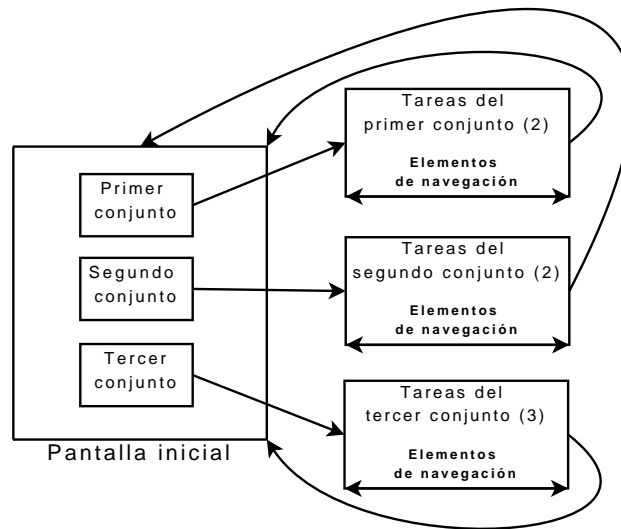 Primer
conjunto
Segundo
conjunto
Tercer
conjunto
Pantalla inicial
Tareas del
primer conjunto (2)
Elementos
de navegación
Tareas del
segundo conjunto (2)
Elementos
de navegación
Tareas del
tercer conjunto (3)
Elementos
de navegación